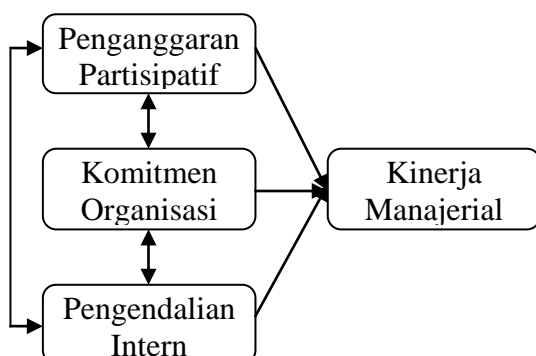 Penganggaran
Partisipatif
Komitmen
Organisasi
Kinerja
Manajerial
Pengendalian
Intern